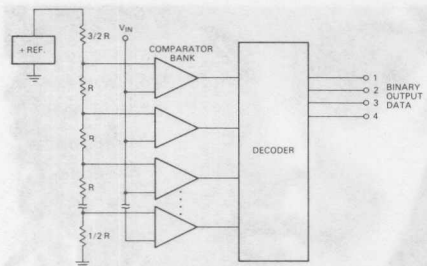 + REF.
3/2 R
R
R
R
1/2 R
VIN
COMPARATOR
BANK
DECODER
1
2
3
4
BINARY
OUTPUT
DATA